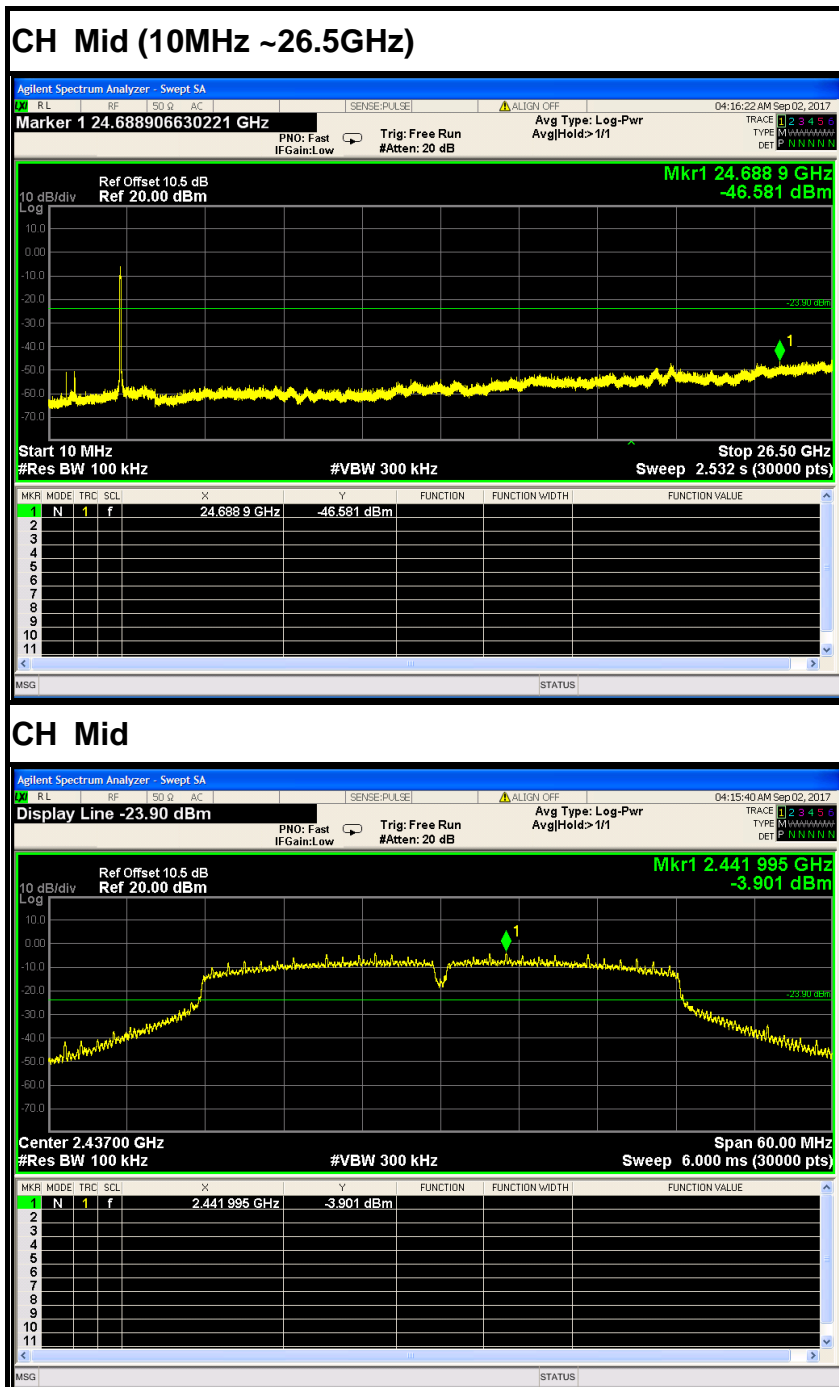 CH Mid (10MHz ~26.5GHz)
Agilent Spectrum Analyzer - Swept SA
LXI RL RF 50 Ω AC SENSE:PULSE ALIGN OFF 04:16:22 AM Sep 02, 2017
Marker 1 24.688906630221 GHz
PNO: Fast
IFGain:Low
Trig: Free Run
#Atten: 20 dB
Avg Type: Log-Pwr
Avg|Hold:>1/1
TRACE 1 2 3 4 5 6
TYPE M WWWWW
DET P N N N N N
Mkr1 24.688 9 GHz
-46.581 dBm
Ref Offset 10.5 dB
10 dB/div Ref 20.00 dBm
Log
10.0
0.00
-10.0
-20.0
-23.90 dBm
-30.0
-40.0
1
-50.0
-60.0
-70.0
Start 10 MHz Stop 26.50 GHz
#Res BW 100 kHz #VBW 300 kHz Sweep 2.532 s (30000 pts)
MKR MODE TRC SCL X Y FUNCTION FUNCTION WIDTH FUNCTION VALUE
1 N 1 f 24.688 9 GHz -46.581 dBm
2
3
4
5
6
7
8
9
10
11
MSG STATUS
CH Mid
Agilent Spectrum Analyzer - Swept SA
LXI RL RF 50 Ω AC SENSE:PULSE ALIGN OFF 04:15:40 AM Sep 02, 2017
Display Line -23.90 dBm
PNO: Fast
IFGain:Low
Trig: Free Run
#Atten: 20 dB
Avg Type: Log-Pwr
Avg|Hold:>1/1
TRACE 1 2 3 4 5 6
TYPE M WWWWW
DET P N N N N N
Mkr1 2.441 995 GHz
-3.901 dBm
Ref Offset 10.5 dB
10 dB/div Ref 20.00 dBm
Log
10.0
0.00
1
-10.0
-20.0
-23.90 dBm
-30.0
-40.0
-50.0
-60.0
-70.0
Center 2.43700 GHz Span 60.00 MHz
#Res BW 100 kHz #VBW 300 kHz Sweep 6.000 ms (30000 pts)
MKR MODE TRC SCL X Y FUNCTION FUNCTION WIDTH FUNCTION VALUE
1 N 1 f 2.441 995 GHz -3.901 dBm
2
3
4
5
6
7
8
9
10
11
MSG STATUS